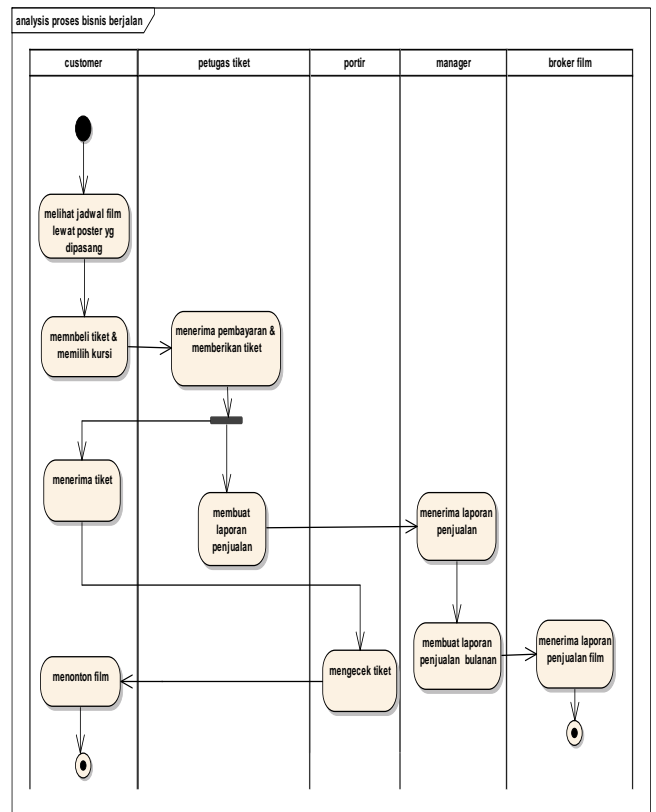 analysis proses bisnis berjalan
customer
petugas tiket
portir
manager
broker film
melihat jadwal film
lewat poster yg
dipasang
memnbeli tiket &
memilih kursi
menerima pembayaran &
memberikan tiket
menerima tiket
membuat
laporan
penjualan
menerima laporan
penjualan
menonton film
mengecek tiket
membuat laporan
penjualan bulanan
menerima laporan
penjualan film